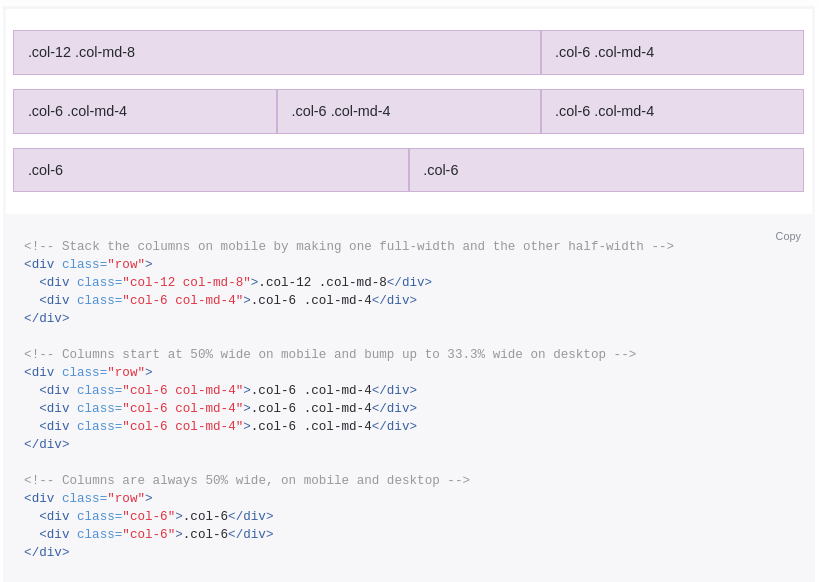 .col-12 .col-md-8 .col-6 .col-md-4
.col-6 .col-md-4 .col-6 .col-md-4 .col-6 .col-md-4
.col-6 .col-6
Copy
<!-- Stack the columns on mobile by making one full-width and the other half-width -->
<div class="row">
  <div class="col-12 col-md-8">.col-12 .col-md-8</div>
  <div class="col-6 col-md-4">.col-6 .col-md-4</div>
</div>

<!-- Columns start at 50% wide on mobile and bump up to 33.3% wide on desktop -->
<div class="row">
  <div class="col-6 col-md-4">.col-6 .col-md-4</div>
  <div class="col-6 col-md-4">.col-6 .col-md-4</div>
  <div class="col-6 col-md-4">.col-6 .col-md-4</div>
</div>

<!-- Columns are always 50% wide, on mobile and desktop -->
<div class="row">
  <div class="col-6">.col-6</div>
  <div class="col-6">.col-6</div>
</div>